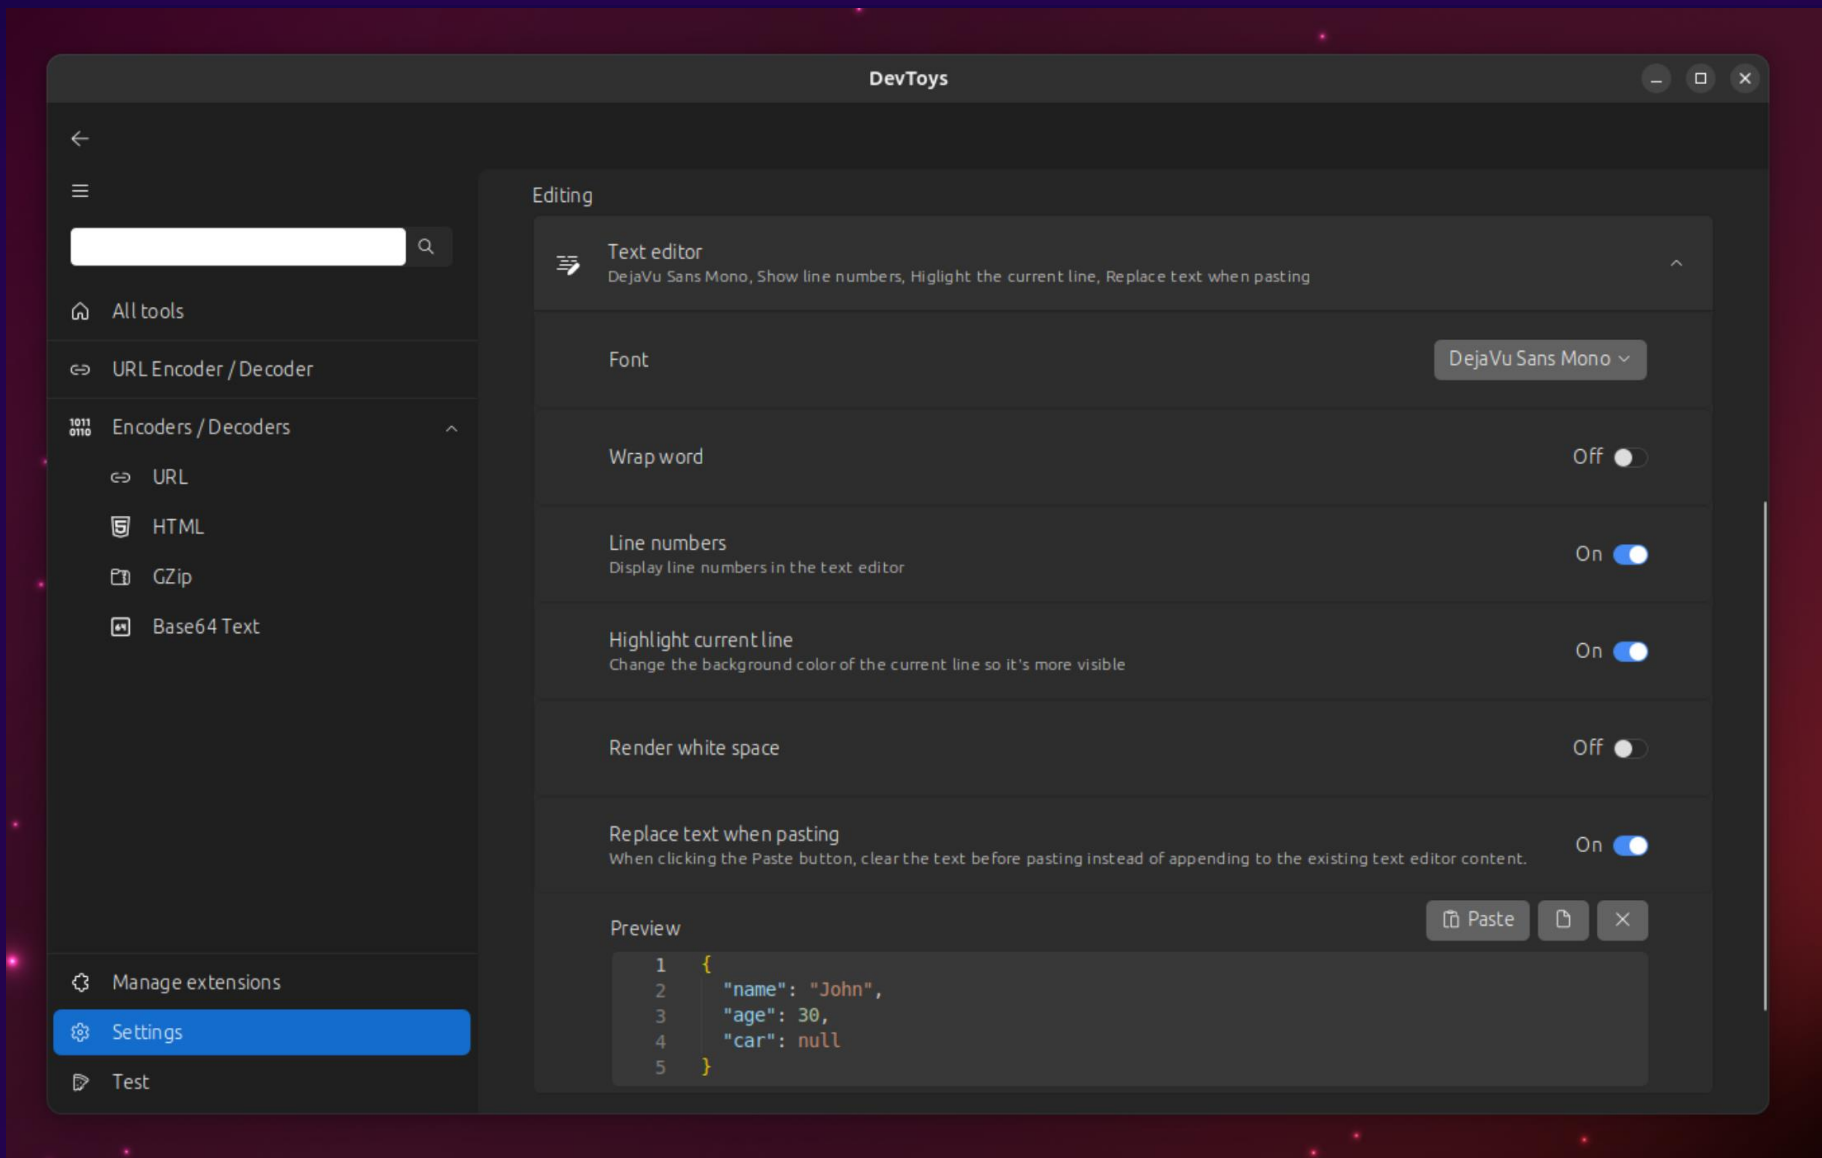 DevToys
All tools
URL Encoder / Decoder
1011
0110
Encoders / Decoders
URL
5
HTML
GZip
64
Base64 Text
Manage extensions
Settings
Test
Editing
Text editor
DejaVu Sans Mono, Show line numbers, Higlight the current line, Replace text when pasting
Font
DejaVu Sans Mono
Wrap word
Off
Line numbers
Display line numbers in the text editor
On
Highlight current line
Change the background color of the current line so it's more visible
On
Render white space
Off
Replace text when pasting
When clicking the Paste button, clear the text before pasting instead of appending to the existing text editor content.
On
Preview
Paste
1 {
2 "name": "John",
3 "age": 30,
4 "car": null
5 }